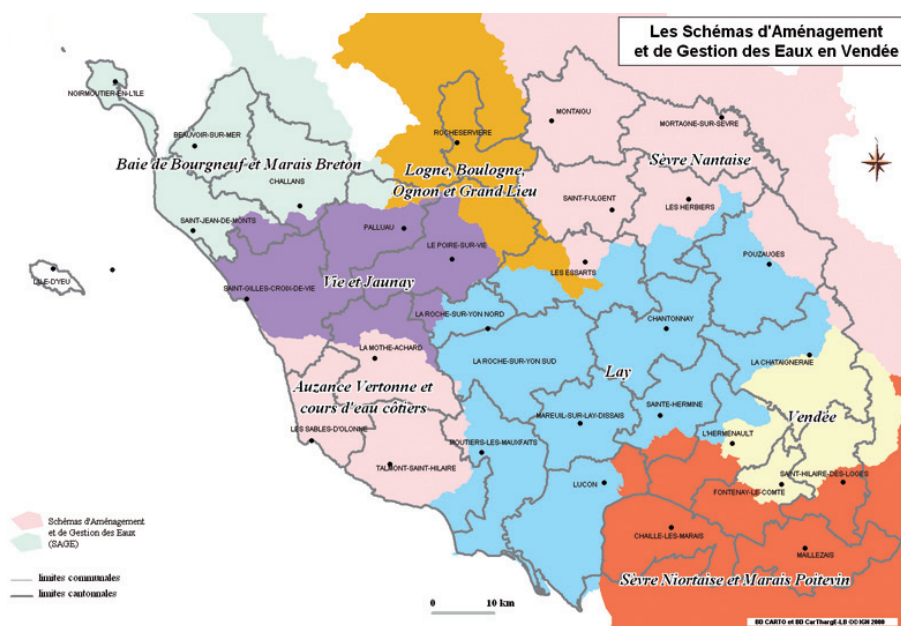 Les Schémas d'Aménagement
et de Gestion des Eaux en Vendée
NOIRMOUTIER-EN-L'ILE
BEAUVOIR-SUR-MER
Baie de Bourgneuf et Marais Breton
CHALLANS
SAINT-JEAN-DE-MONTS
ROCHESERVIERE
Logne, Boulogne,
Ognon et Grand Lieu
MONTAIGU
MORTAGNE-SUR-SÈVRE
Sèvre Nantaise
SAINT-FULGENT
LES HERBIERS
PALLUAU
LE POIRE-SUR-VIE
LES ESSARTS
POUZAUGES
L'ILE-D'YEU
SAINT-GILLES-CROIX-DE-VIE
Vie et Jaunay
LA ROCHE-SUR-YON NORD
CHANTONNAY
LA MOTHE-ACHARD
LA ROCHE-SUR-YON SUD
LA CHATAIGNERAIE
Lay
Auzance Vertonne et
cours d'eau côtiers
MAREUIL-SUR-LAY-DISSAIS
SAINTE-HERMINE
Vendée
LES SABLES-D'OLONNE
MOUTIERS-LES-MAUXFAITS
L'HERMENAULT
TALMONT-SAINT-HILAIRE
SAINT-HILAIRE-DES-LOGES
LUCON
FONTENAY-LE-COMTE
CHAILLE-LES-MARAIS
MAILLEZAIS
Sèvre Niortaise et Marais Poitevin
Schémas d'Aménagement
et de Gestion des Eaux
(SAGE)
limites communales
limites cantonnales
0 10 km
BD CARTO et BD CarThargE-LB ©© IGN 2000